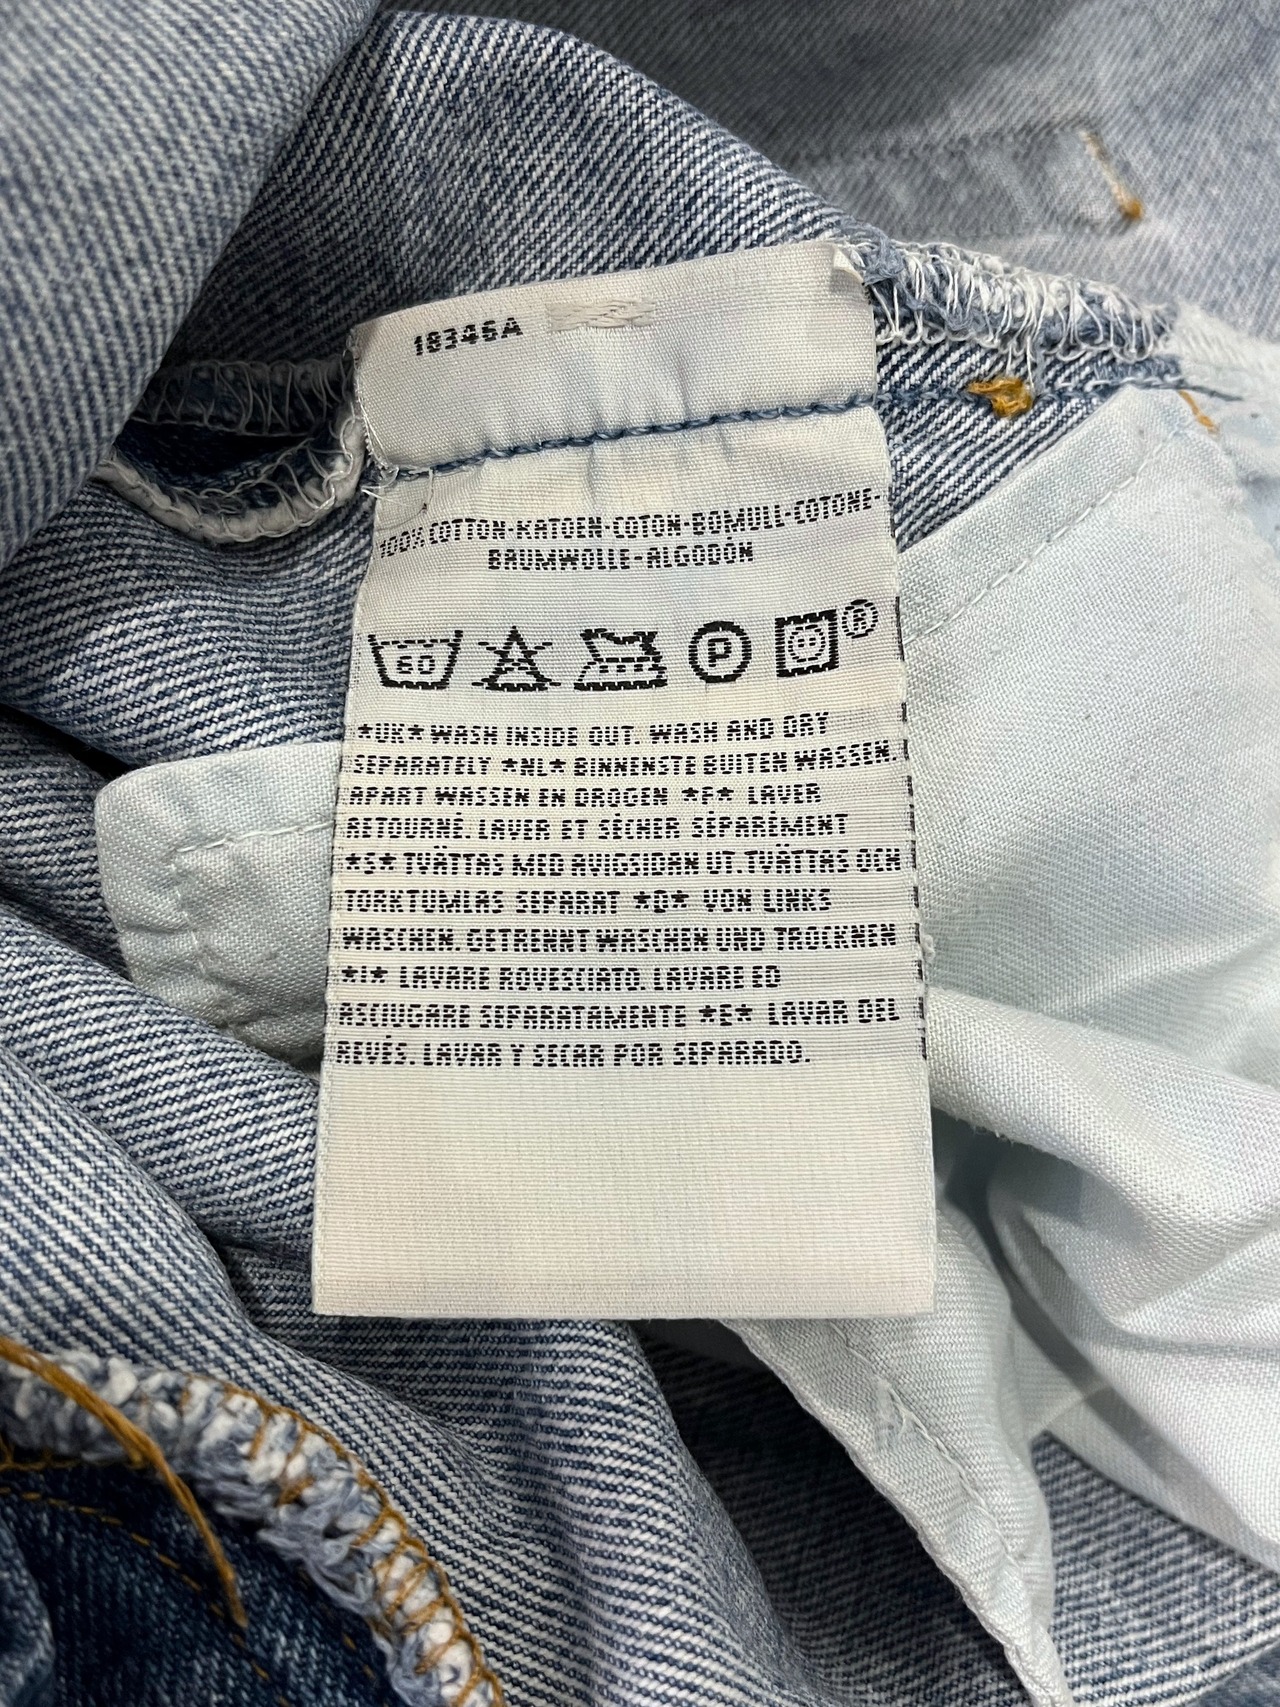 18346A
100% COTTON-KATOEN-COTON-BOMULL-COTONE-
BAUMWOLLE-ALGODÓN
60 P ®
*UK* WASH INSIDE OUT. WASH AND DRY
SEPARATELY *NL* BINNENSTE BUITEN WASSEN.
APART WASSEN EN DROGEN *F* LAVER
RETOURNÉ. LAVER ET SÈCHER SÉPARÉMENT
*S* TVÄTTAS MED AVIGSIDAN UT.TVÄTTAS OCH
TORKTUMLAS SEPARAT *D* VON LINKS
WASCHEN. GETRENNT WASCHEN UND TROCKNEN
*I* LAVARE ROVESCIATO. LAVARE ED
ASCIUGARE SEPARATAMENTE *E* LAVAR DEL
REVÉS. LAVAR Y SECAR POR SEPARADO.